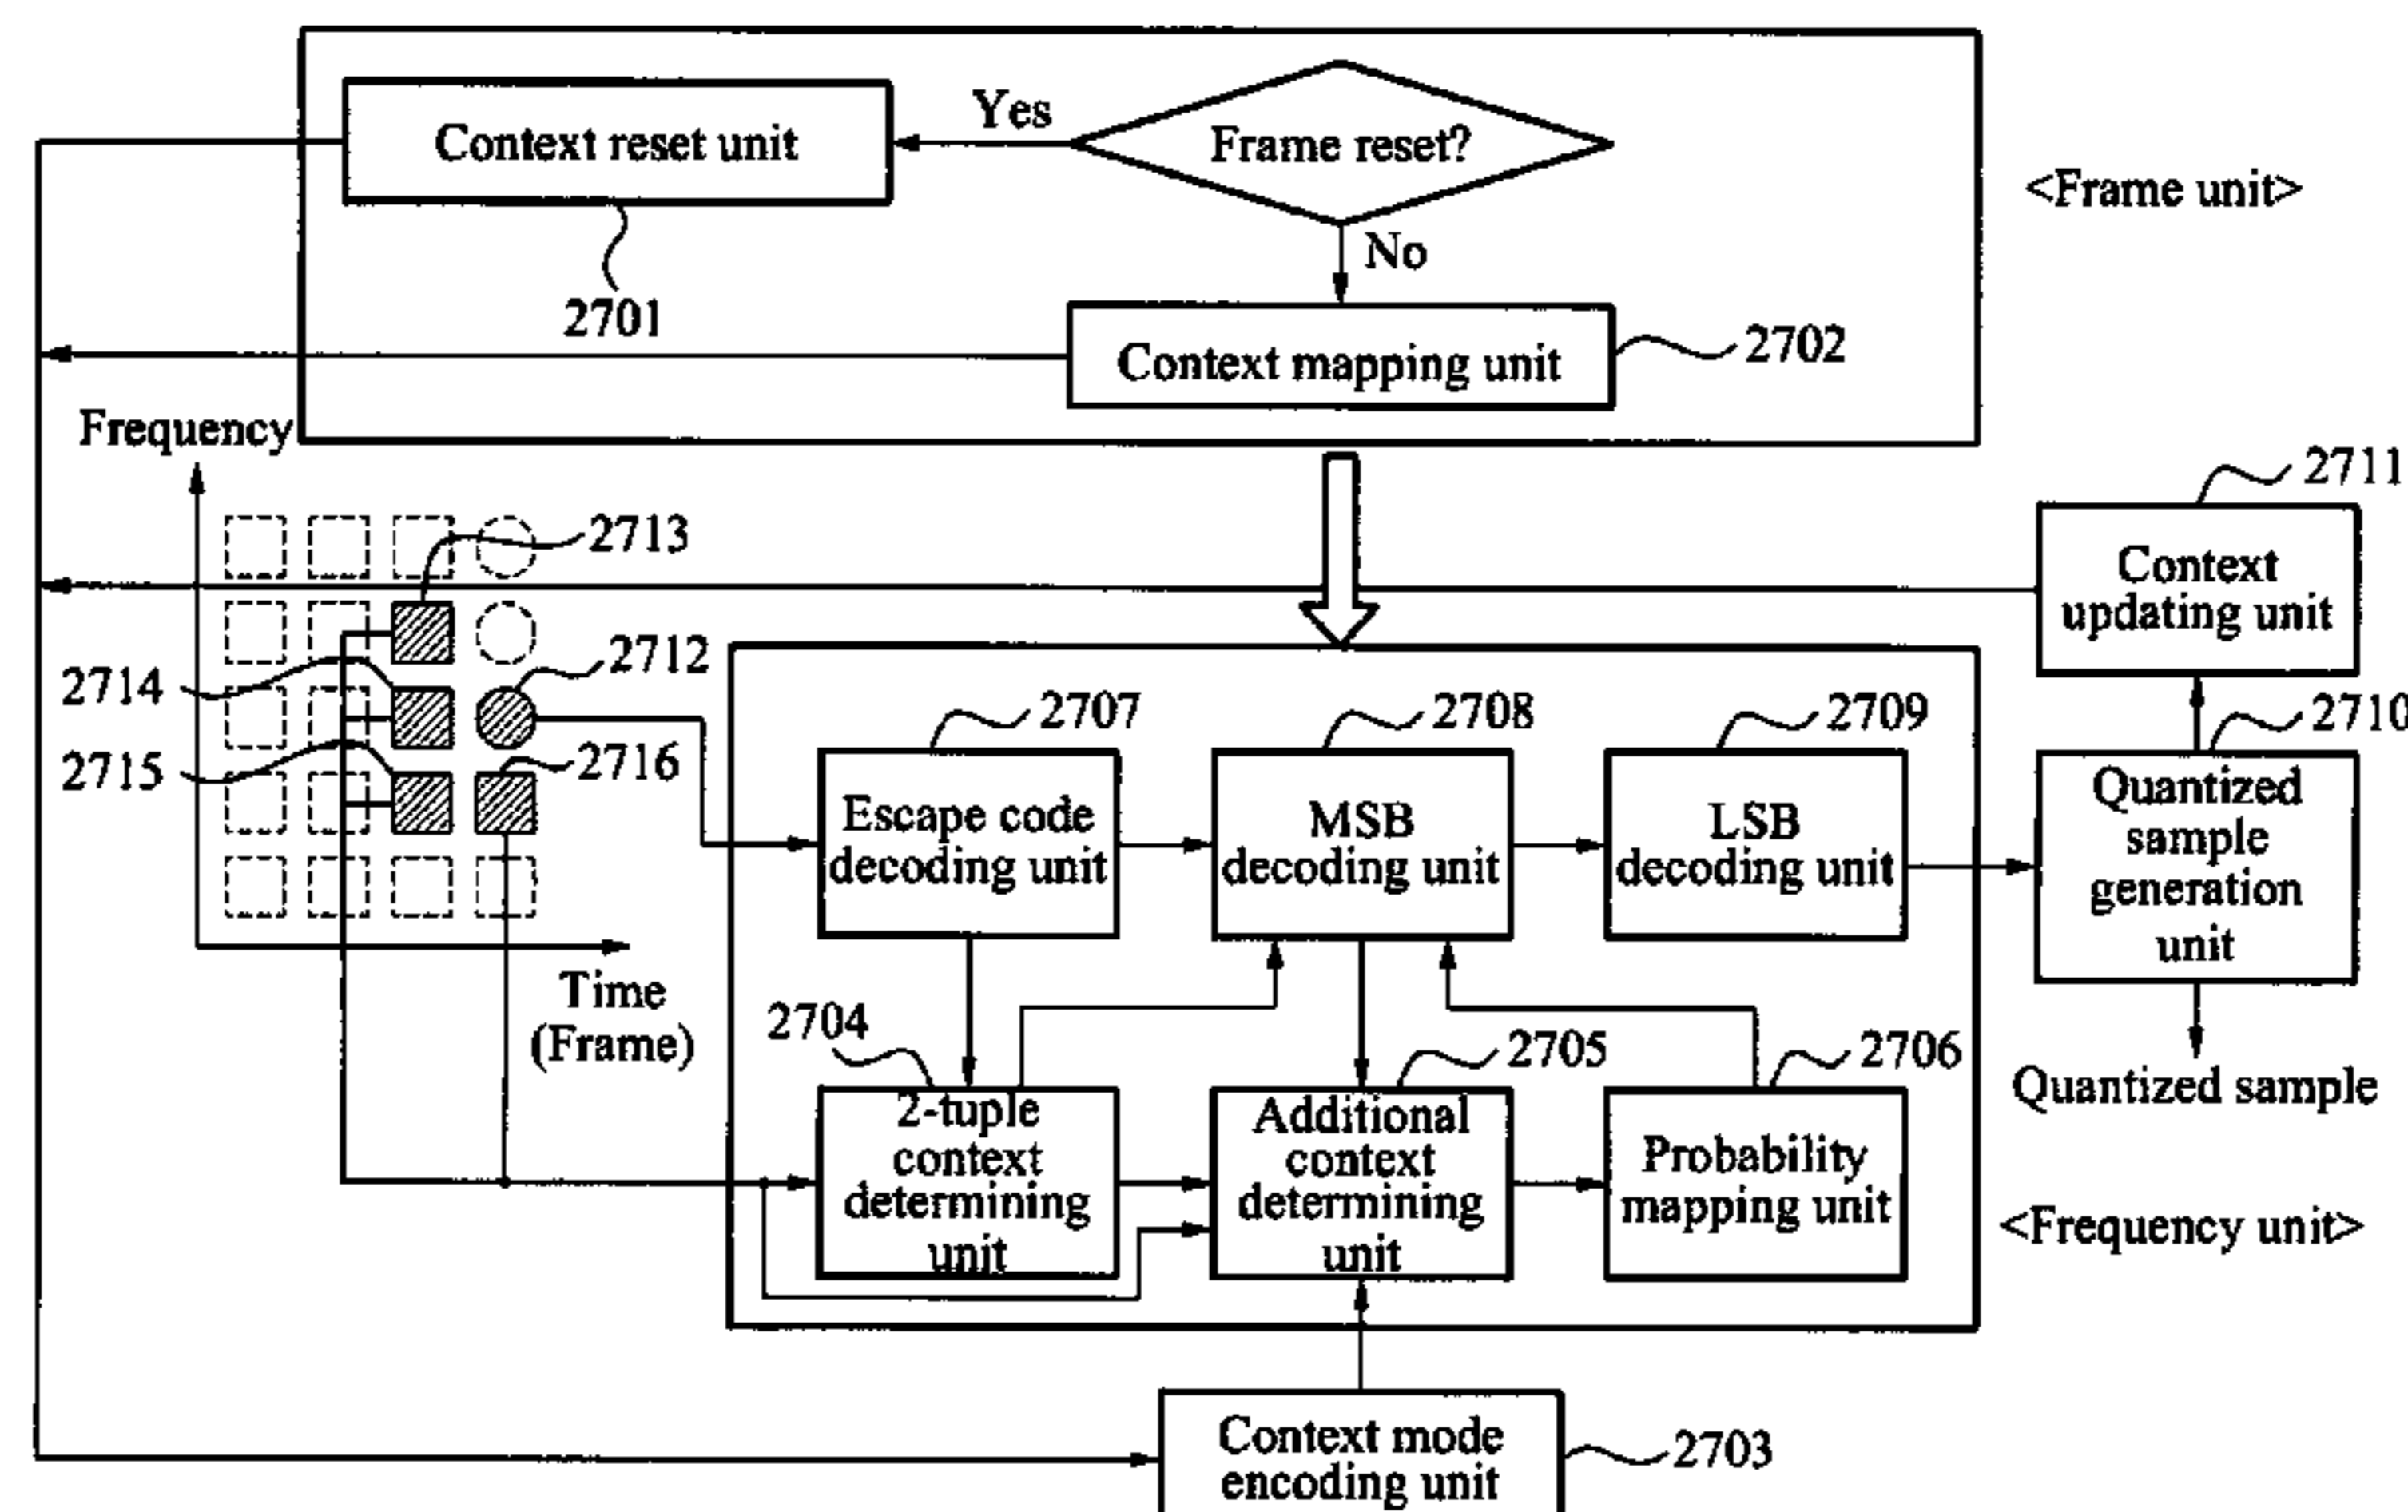 Context reset unit
Yes
Frame reset?
<Frame unit>
No
2701
Context mapping unit
2702
Frequency
2711
2713
Context
updating unit
2712
2714
2707
2708
2709
2710
2715
2716
Escape code
decoding unit
MSB
decoding unit
LSB
decoding unit
Quantized
sample
generation
unit
Time
(Frame)
2704
2705
2706
Quantized sample
2-tuple
context
determining
unit
Additional
context
determining
unit
Probability
mapping unit
<Frequency unit>
Context mode
encoding unit
2703